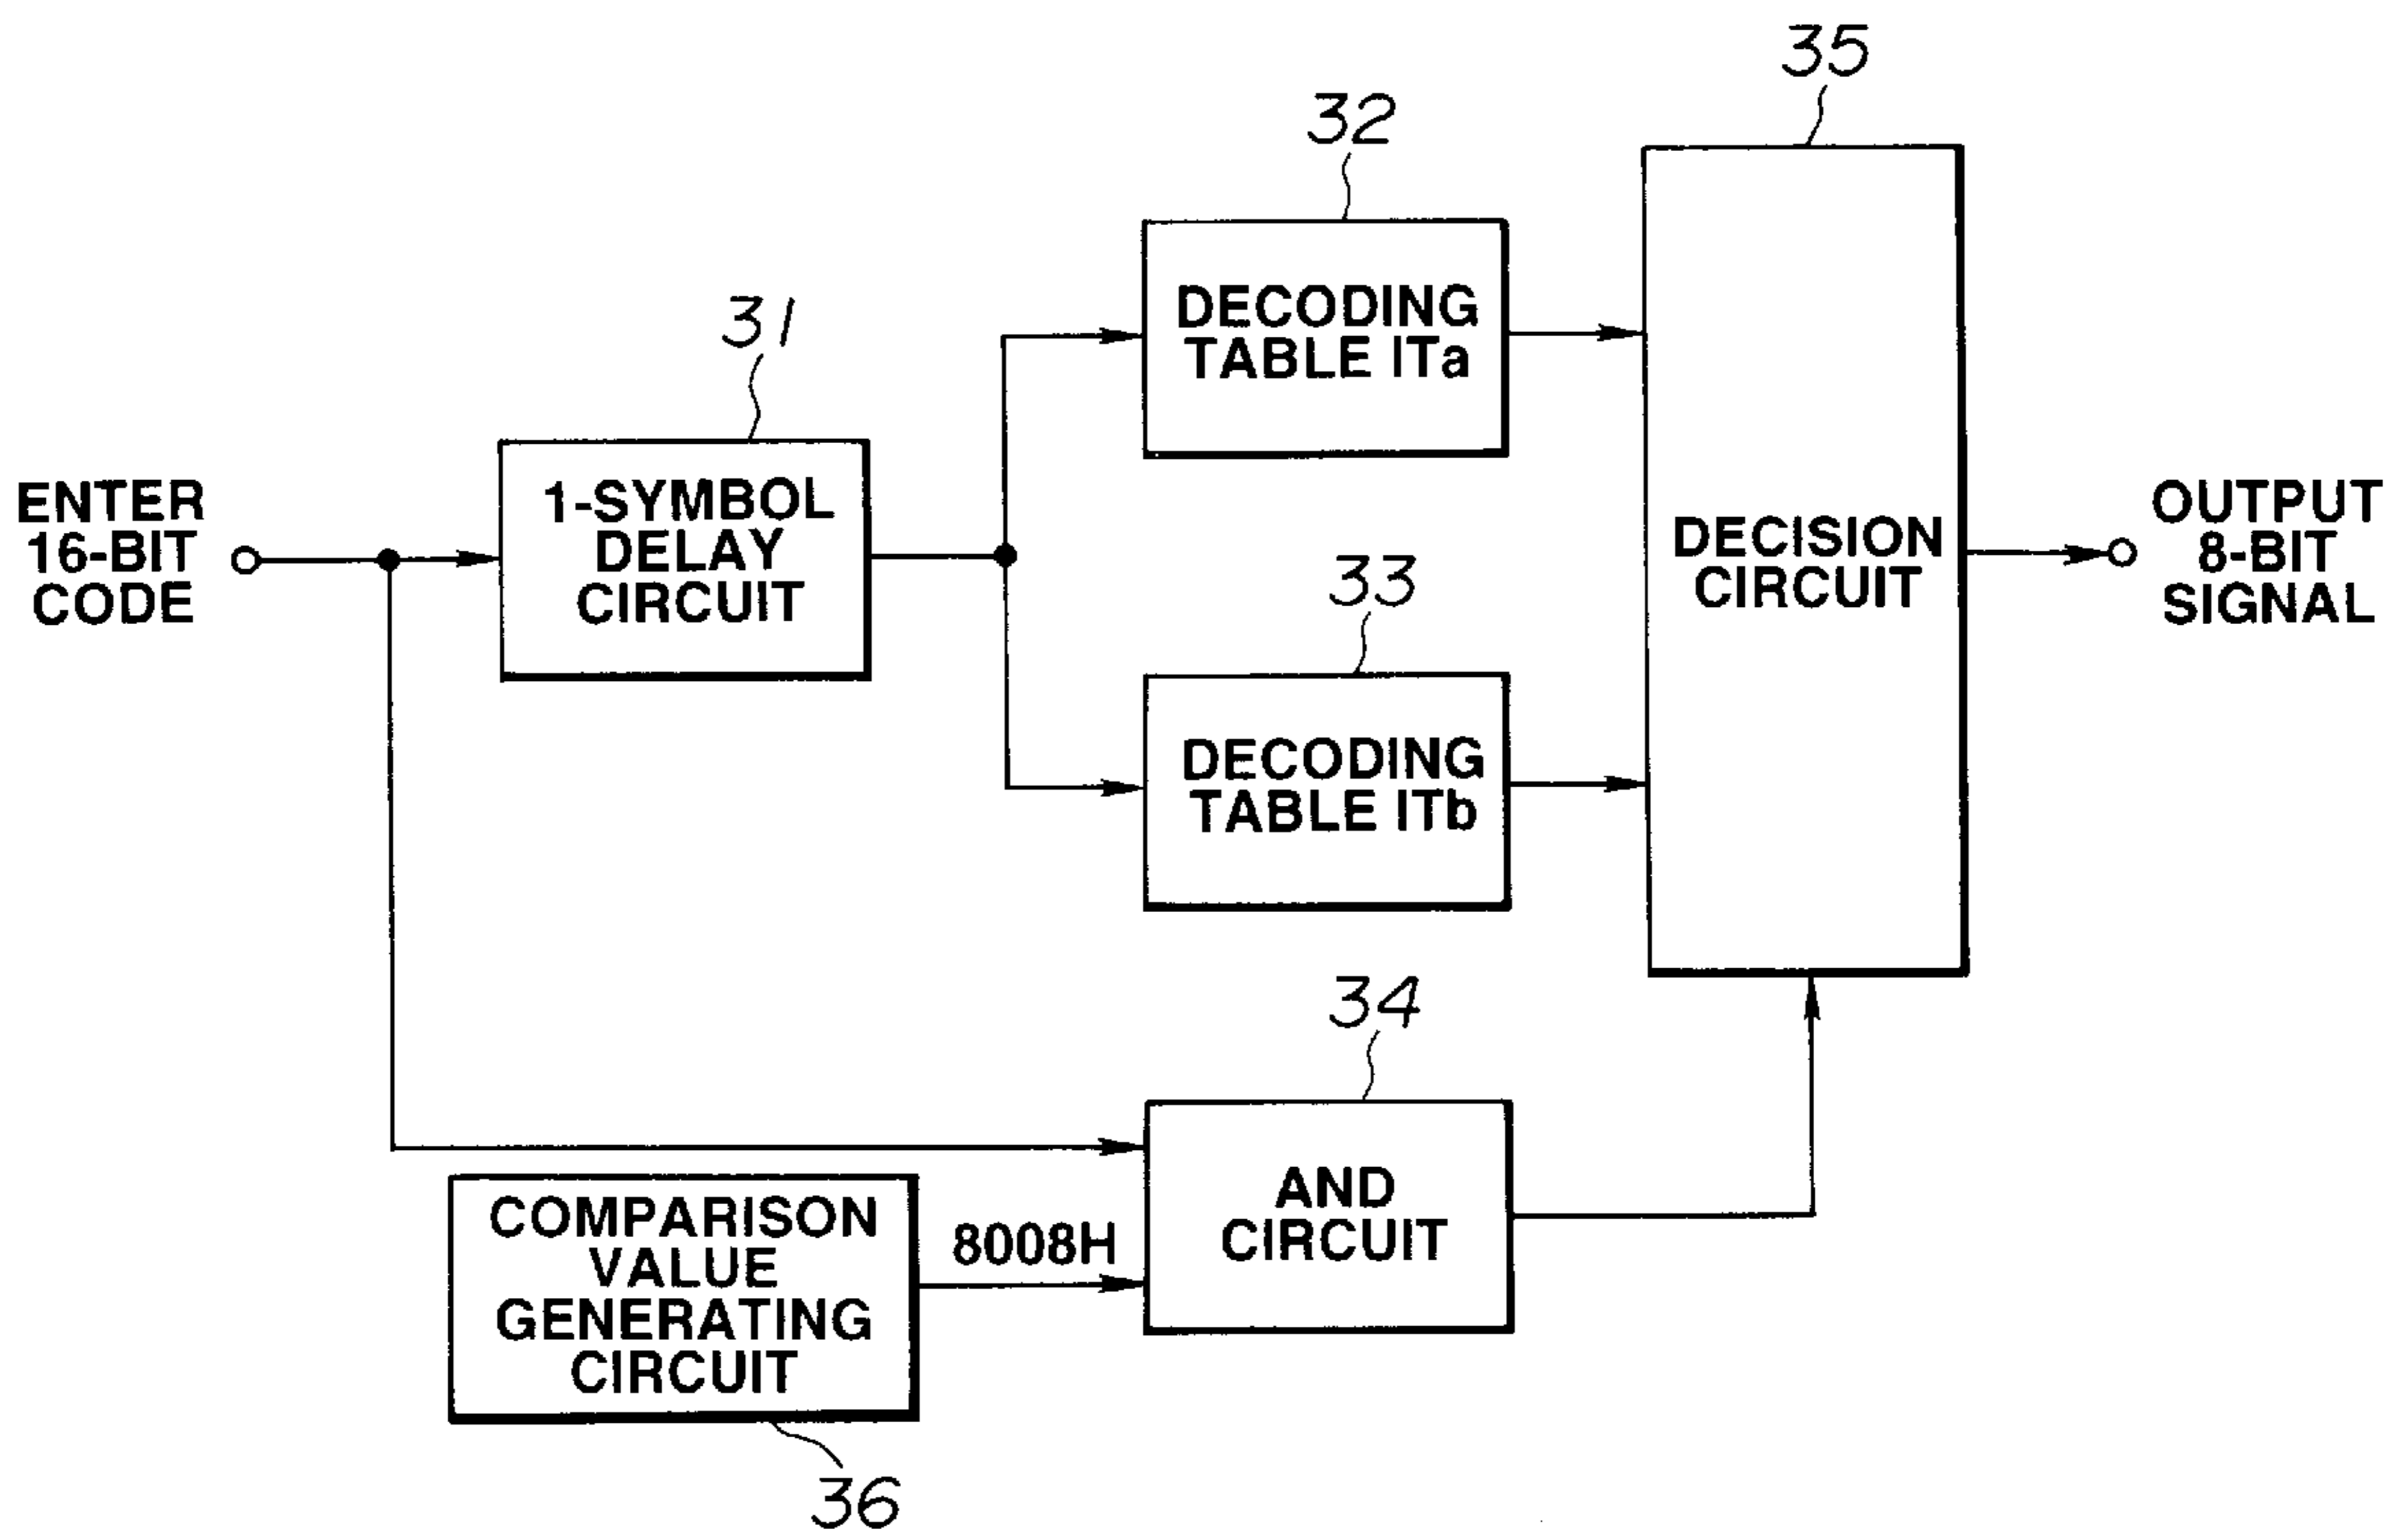 35
32
31
DECODING
TABLE ITa
ENTER
16-BIT
CODE
1-SYMBOL
DELAY
CIRCUIT
33
DECISION
CIRCUIT
OUTPUT
8-BIT
SIGNAL
DECODING
TABLE ITb
34
COMPARISON
VALUE
GENERATING
CIRCUIT
8008H
AND
CIRCUIT
36